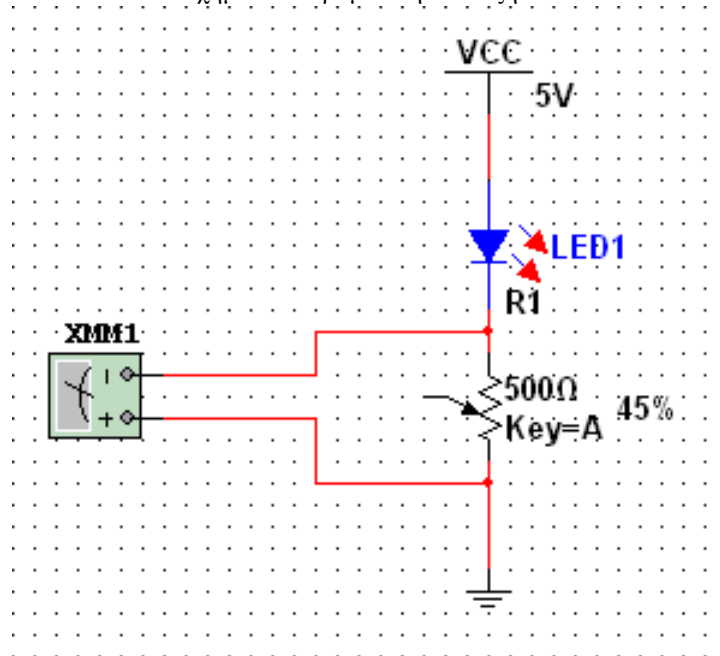 VCC
5V
LED1
R1
XMM1
500Ω
45%
Key=A